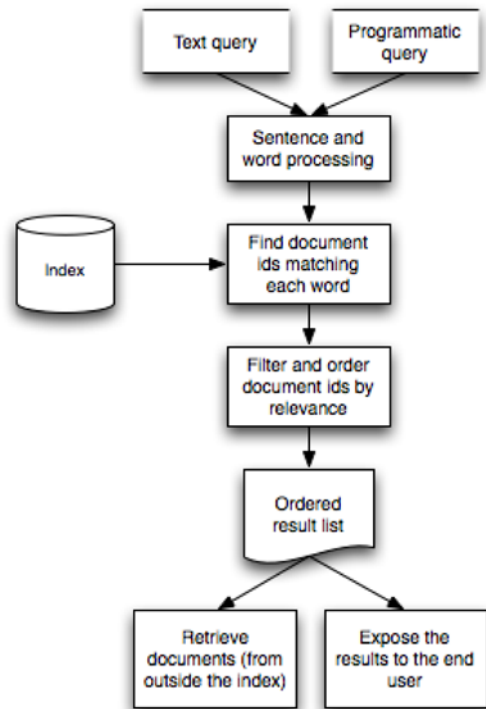 Text query
Programmatic
query
Sentence and
word processing
Index
Find document
ids matching
each word
Filter and order
document ids by
relevance
Ordered
result list
Retrieve
documents (from
outside the index)
Expose the
results to the end
user